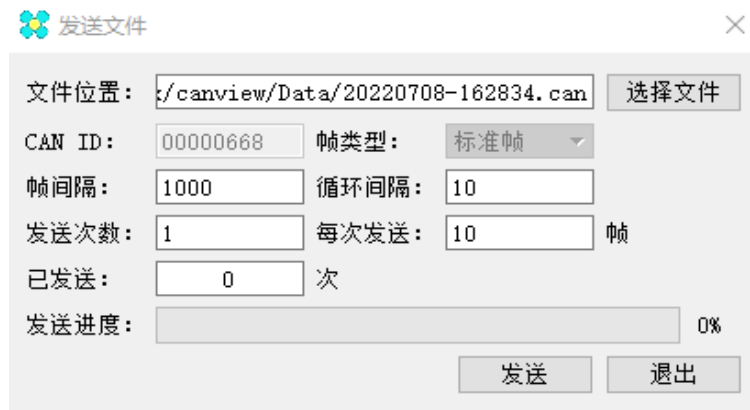 发送文件
文件位置： :/canview/Data/20220708-162834.can 选择文件
CAN ID： 00000668 帧类型： 标准帧
帧间隔： 1000 循环间隔： 10
发送次数： 1 每次发送： 10 帧
已发送： 0 次
发送进度： 0%
发送 退出